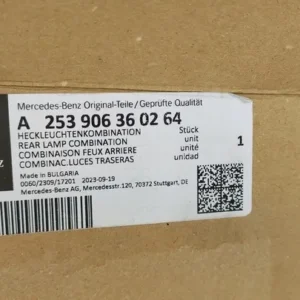 Mercedes-Benz Original-Teile/Geprüfte Qualität
A 253 906 36 02 64
HECKLEUCHTENKOMBINATION Stück
REAR LAMP COMBINATION unit 1
COMBINAISON FEUX ARRIERE unité
COMBINAC.LUCES TRASERAS unidad
Made in BULGARIA
0060/2309/17201 2023-09-19
Mercedes-Benz AG, Mercedesstr.120, 70372 Stuttgart, DE